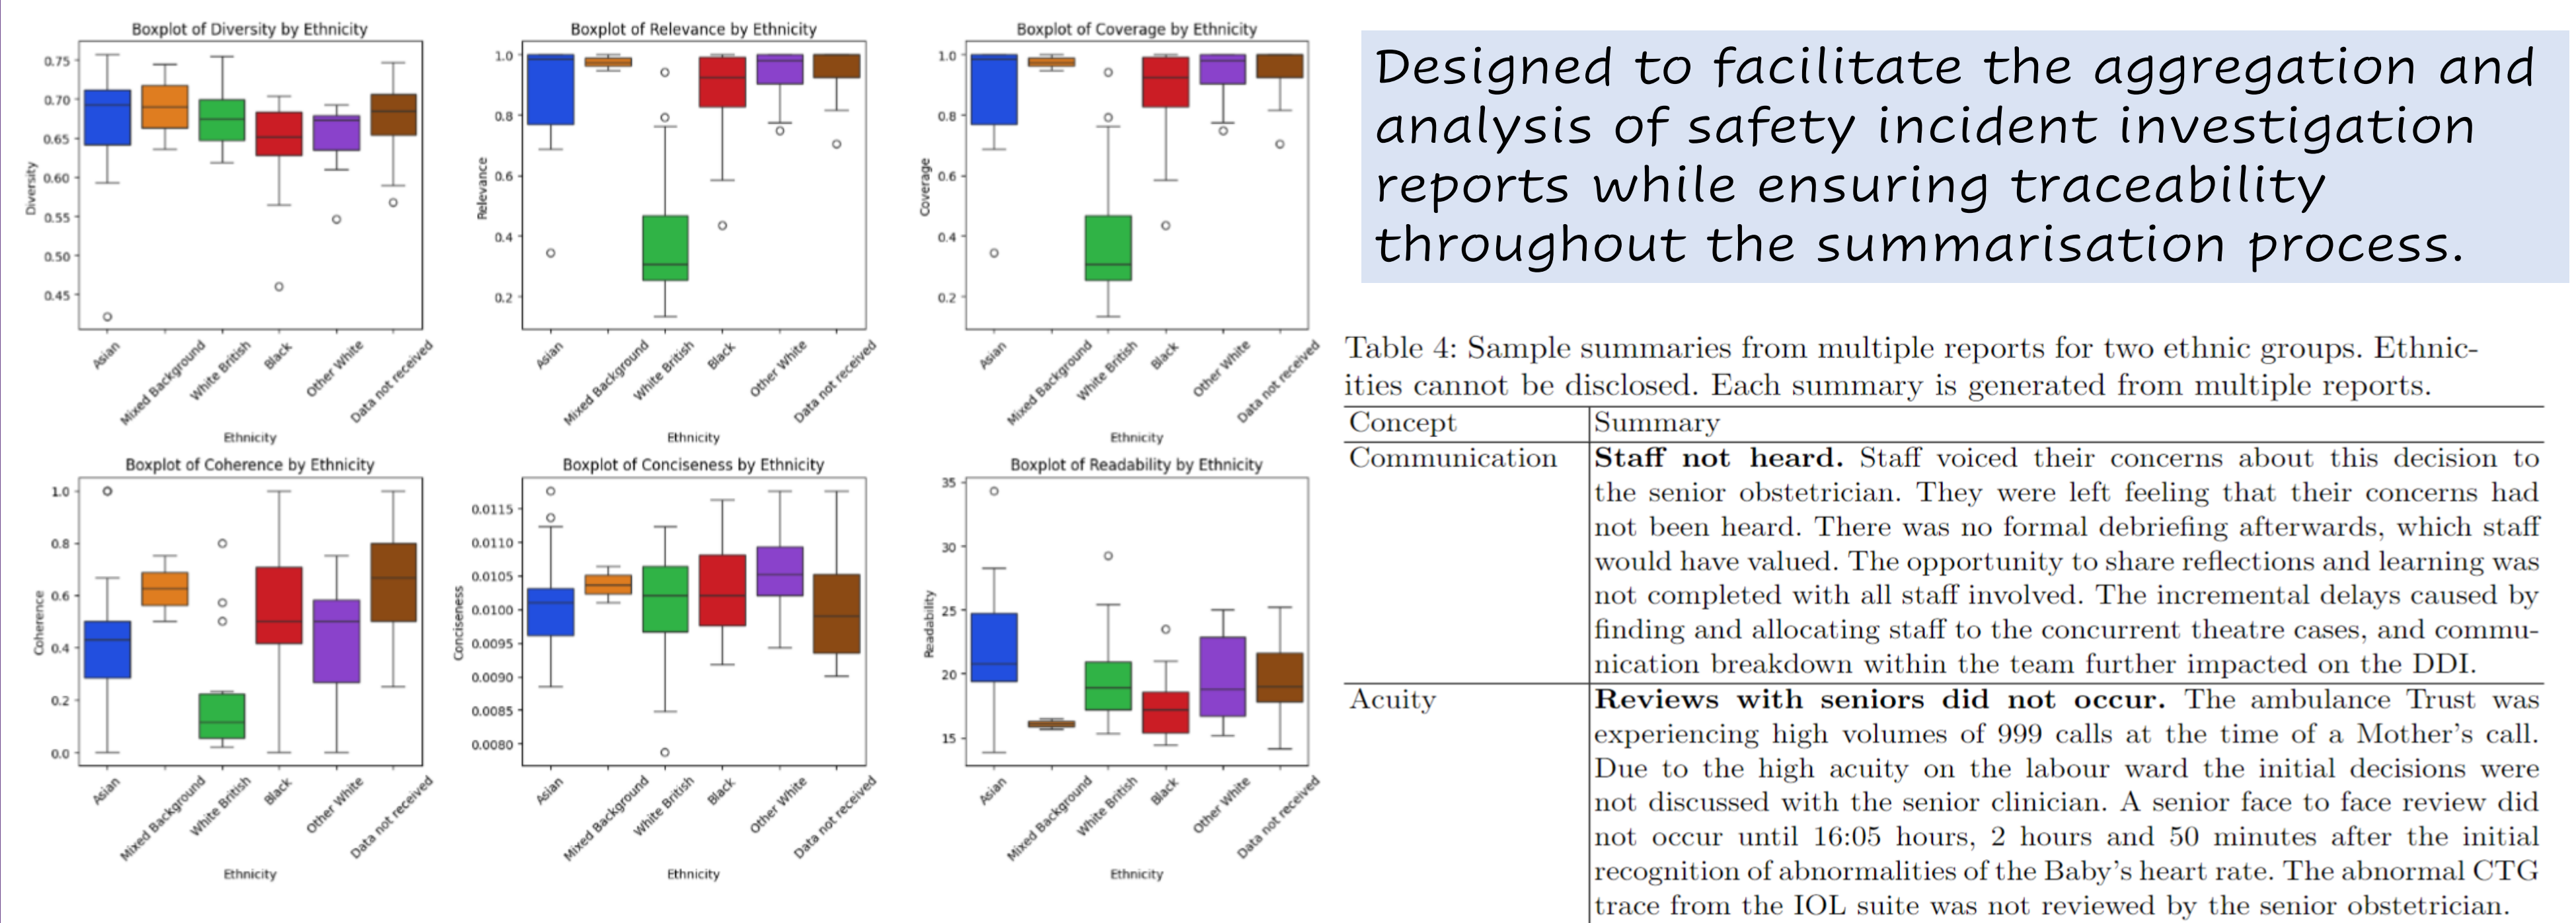 Boxplot of Diversity by Ethnicity
0.75
0.70
0.65
0.60
0.55
0.50
0.45
Diversity
Asian
Mixed Background
White British
Black
Other White
Data not received
Ethnicity
Boxplot of Relevance by Ethnicity
1.0
0.8
0.6
0.4
0.2
Relevance
Asian
Mixed Background
White British
Black
Other White
Data not received
Ethnicity
Boxplot of Coverage by Ethnicity
1.0
0.8
0.6
0.4
0.2
Coverage
Asian
Mixed Background
White British
Black
Other White
Data not received
Ethnicity
Boxplot of Coherence by Ethnicity
1.0
0.8
0.6
0.4
0.2
0.0
Coherence
Asian
Mixed Background
White British
Black
Other White
Data not received
Ethnicity
Boxplot of Conciseness by Ethnicity
0.0115
0.0110
0.0105
0.0100
0.0095
0.0090
0.0085
0.0080
Conciseness
Asian
Mixed Background
White British
Black
Other White
Data not received
Ethnicity
Boxplot of Readability by Ethnicity
35
30
25
20
15
Readability
Asian
Mixed Background
White British
Black
Other White
Data not received
Ethnicity
Designed to facilitate the aggregation and
analysis of safety incident investigation
reports while ensuring traceability
throughout the summarisation process.
Table 4: Sample summaries from multiple reports for two ethnic groups. Ethnic-
ities cannot be disclosed. Each summary is generated from multiple reports.
Concept Summary
Communication Staff not heard. Staff voiced their concerns about this decision to
the senior obstetrician. They were left feeling that their concerns had
not been heard. There was no formal debriefing afterwards, which staff
would have valued. The opportunity to share reflections and learning was
not completed with all staff involved. The incremental delays caused by
finding and allocating staff to the concurrent theatre cases, and commu-
nication breakdown within the team further impacted on the DDI.
Acuity Reviews with seniors did not occur. The ambulance Trust was
experiencing high volumes of 999 calls at the time of a Mother's call.
Due to the high acuity on the labour ward the initial decisions were
not discussed with the senior clinician. A senior face to face review did
not occur until 16:05 hours, 2 hours and 50 minutes after the initial
recognition of abnormalities of the Baby's heart rate. The abnormal CTG
trace from the IOL suite was not reviewed by the senior obstetrician.